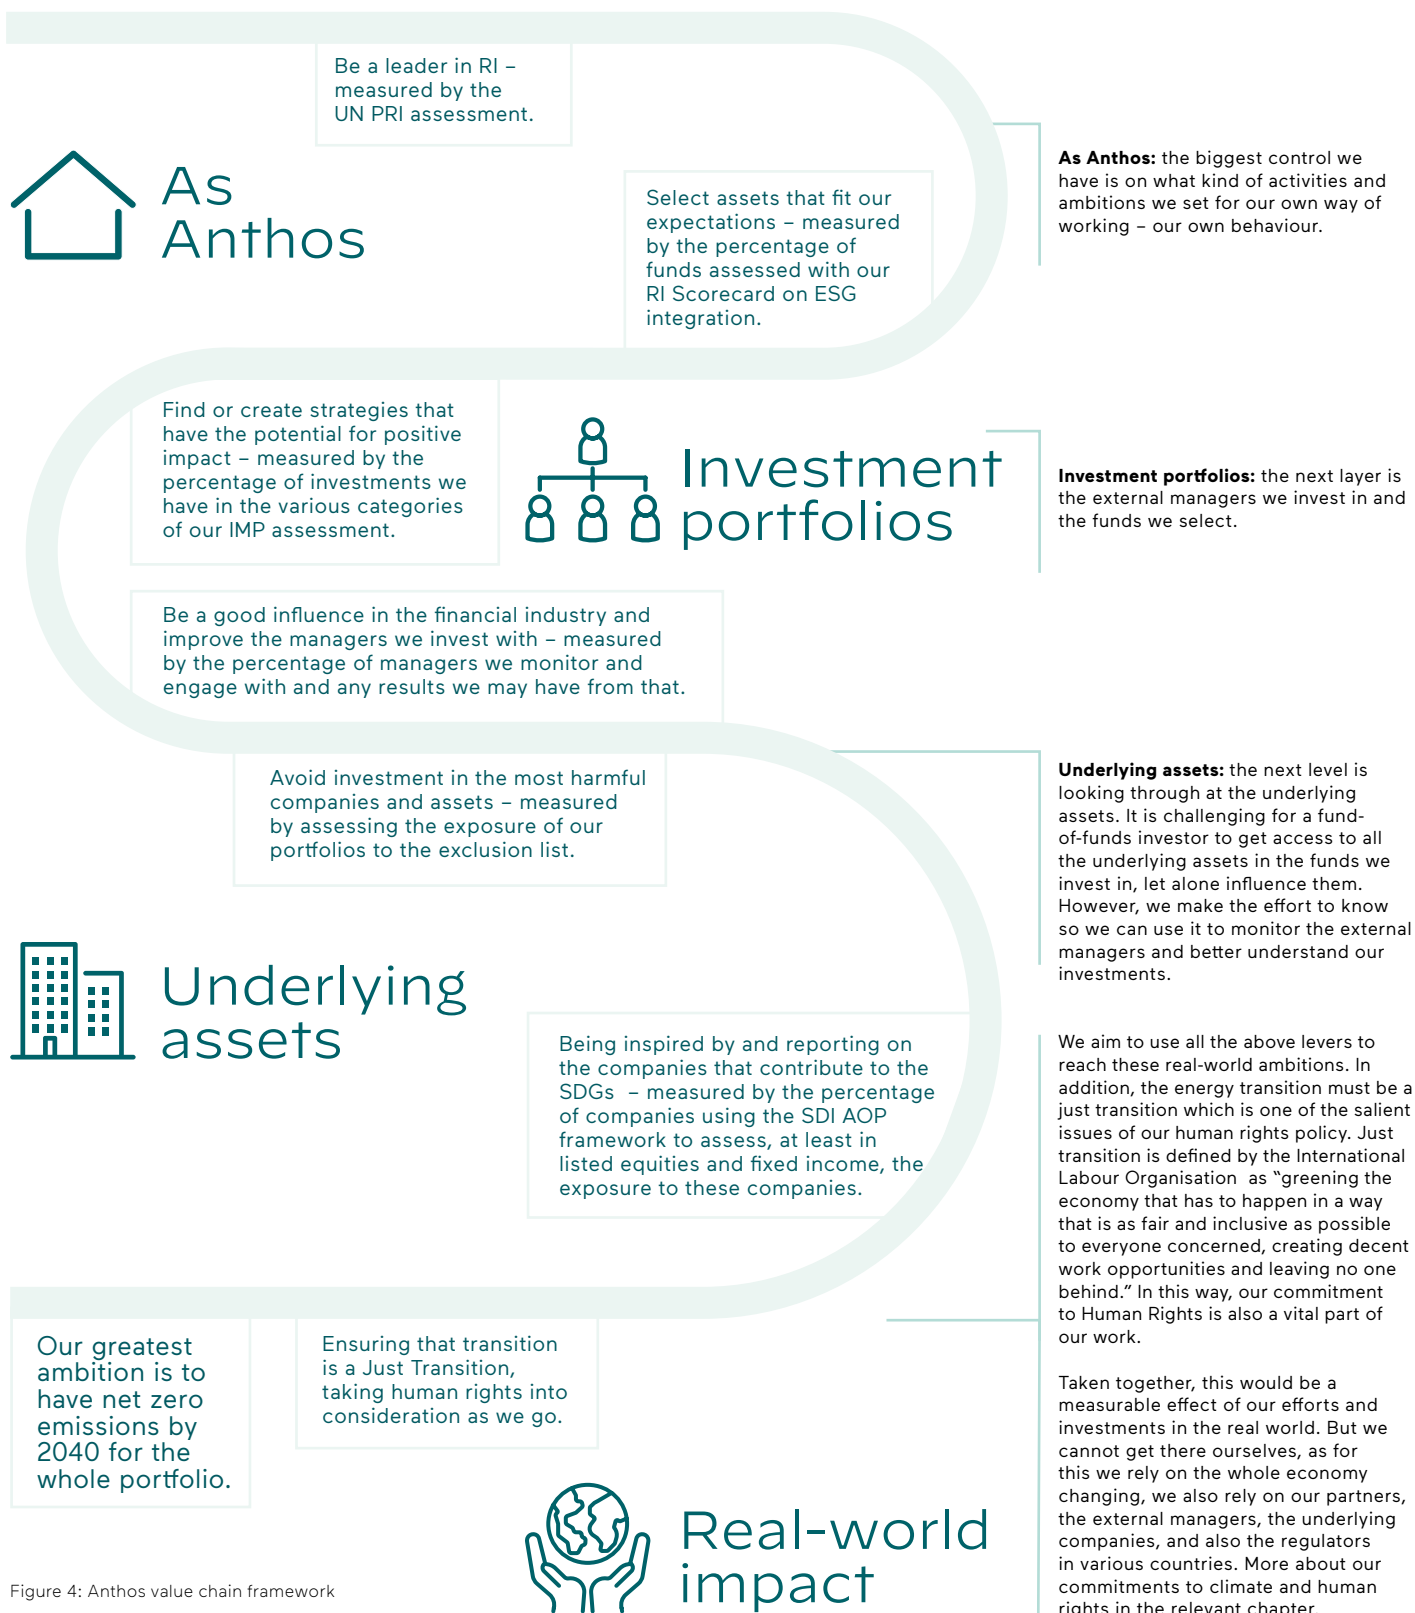 Be a leader in RI –
measured by the
UN PRI assessment.
As
Anthos
Select assets that fit our
expectations – measured
by the percentage of
funds assessed with our
RI Scorecard on ESG
integration.
As Anthos: the biggest control we
have is on what kind of activities and
ambitions we set for our own way of
working – our own behaviour.
Find or create strategies that
have the potential for positive
impact – measured by the
percentage of investments we
have in the various categories
of our IMP assessment.
Investment
portfolios
Investment portfolios: the next layer is
the external managers we invest in and
the funds we select.
Be a good influence in the financial industry and
improve the managers we invest with – measured
by the percentage of managers we monitor and
engage with and any results we may have from that.
Avoid investment in the most harmful
companies and assets – measured
by assessing the exposure of our
portfolios to the exclusion list.
Underlying assets: the next level is
looking through at the underlying
assets. It is challenging for a fund-
of-funds investor to get access to all
the underlying assets in the funds we
invest in, let alone influence them.
However, we make the effort to know
so we can use it to monitor the external
managers and better understand our
investments.
Underlying
assets
Being inspired by and reporting on
the companies that contribute to the
SDGs – measured by the percentage
of companies using the SDI AOP
framework to assess, at least in
listed equities and fixed income, the
exposure to these companies.
We aim to use all the above levers to
reach these real-world ambitions. In
addition, the energy transition must be a
just transition which is one of the salient
issues of our human rights policy. Just
transition is defined by the International
Labour Organisation as “greening the
economy that has to happen in a way
that is as fair and inclusive as possible
to everyone concerned, creating decent
work opportunities and leaving no one
behind.” In this way, our commitment
to Human Rights is also a vital part of
our work.
Our greatest
ambition is to
have net zero
emissions by
2040 for the
whole portfolio.
Ensuring that transition
is a Just Transition,
taking human rights into
consideration as we go.
Real-world
impact
Taken together, this would be a
measurable effect of our efforts and
investments in the real world. But we
cannot get there ourselves, as for
this we rely on the whole economy
changing, we also rely on our partners,
the external managers, the underlying
companies, and also the regulators
in various countries. More about our
commitments to climate and human
rights in the relevant chapter.
Figure 4: Anthos value chain framework